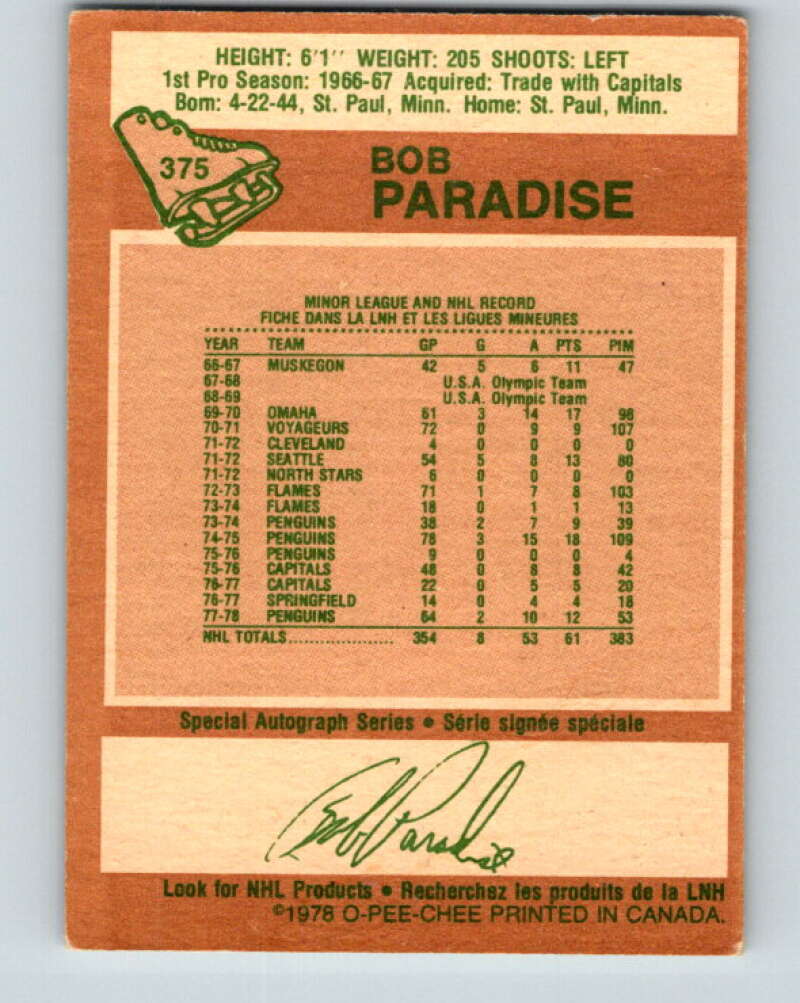 HEIGHT: 6'1'' WEIGHT: 205 SHOOTS: LEFT
1st Pro Season: 1966-67 Acquired: Trade with Capitals
Born: 4-22-44, St. Paul, Minn. Home: St. Paul, Minn.
375
BOB
PARADISE
MINOR LEAGUE AND NHL RECORD
FICHE DANS LA LNH ET LES LIGUES MINEURES
YEAR TEAM GP G A PTS PIM
66-67 MUSKEGON 42 5 6 11 47
67-68 U.S.A. Olympic Team
68-69 U.S.A. Olympic Team
69-70 OMAHA 61 3 14 17 98
70-71 VOYAGEURS 72 0 9 9 107
71-72 CLEVELAND 4 0 0 0 0
71-72 SEATTLE 54 5 8 13 80
71-72 NORTH STARS 6 0 0 0 0
72-73 FLAMES 71 1 7 8 103
73-74 FLAMES 18 0 1 1 13
73-74 PENGUINS 38 2 7 9 39
74-75 PENGUINS 78 3 15 18 109
75-76 PENGUINS 9 0 0 0 4
75-76 CAPITALS 48 0 8 8 42
76-77 CAPITALS 22 0 5 5 20
76-77 SPRINGFIELD 14 0 4 4 18
77-78 PENGUINS 64 2 10 12 53
NHL TOTALS.................... 354 8 53 61 383
Special Autograph Series • Série signée spéciale
Bob Paradise
Look for NHL Products • Recherchez les produits de la LNH
©1978 O-PEE-CHEE PRINTED IN CANADA.